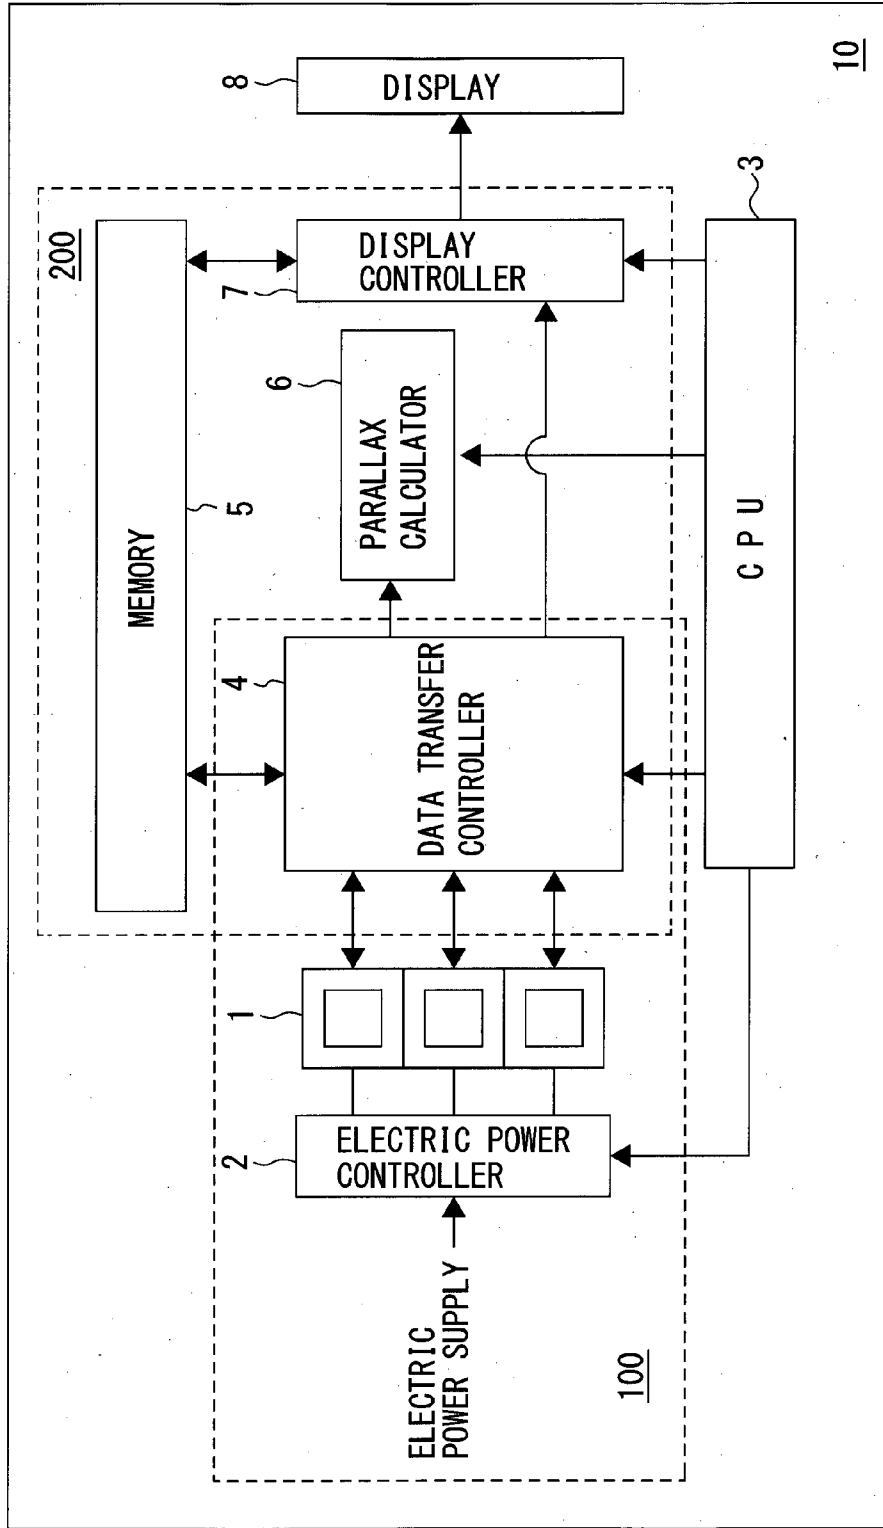 10
200
MEMORY
5
8
DISPLAY
7
DISPLAY
CONTROLLER
6
PARALLAX
CALCULATOR
4
DATA TRANSFER
CONTROLLER
1
2
ELECTRIC POWER
CONTROLLER
ELECTRIC
POWER SUPPLY
100
3
CPU